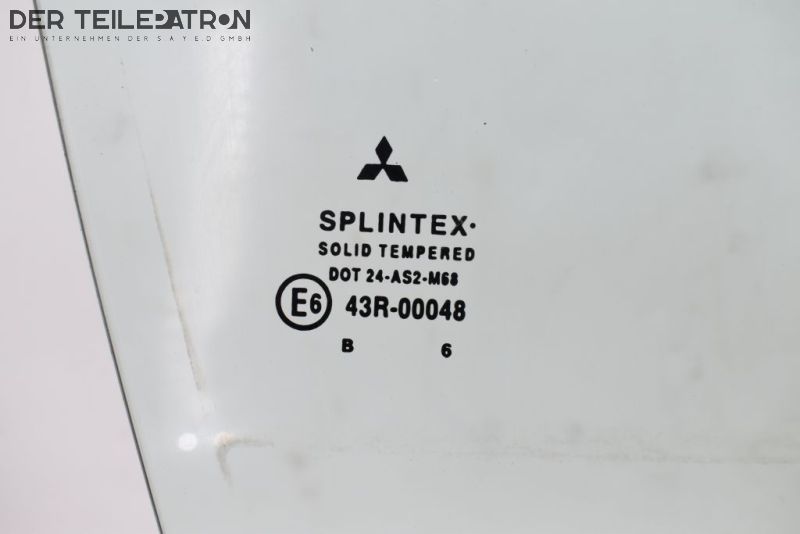 DER TEILEPATRON
EIN UNTERNEHMEN DER S A Y E.D GMBH
SPLINTEX·
SOLID TEMPERED
DOT 24-AS2-M68
E6 43R-00048
B 6